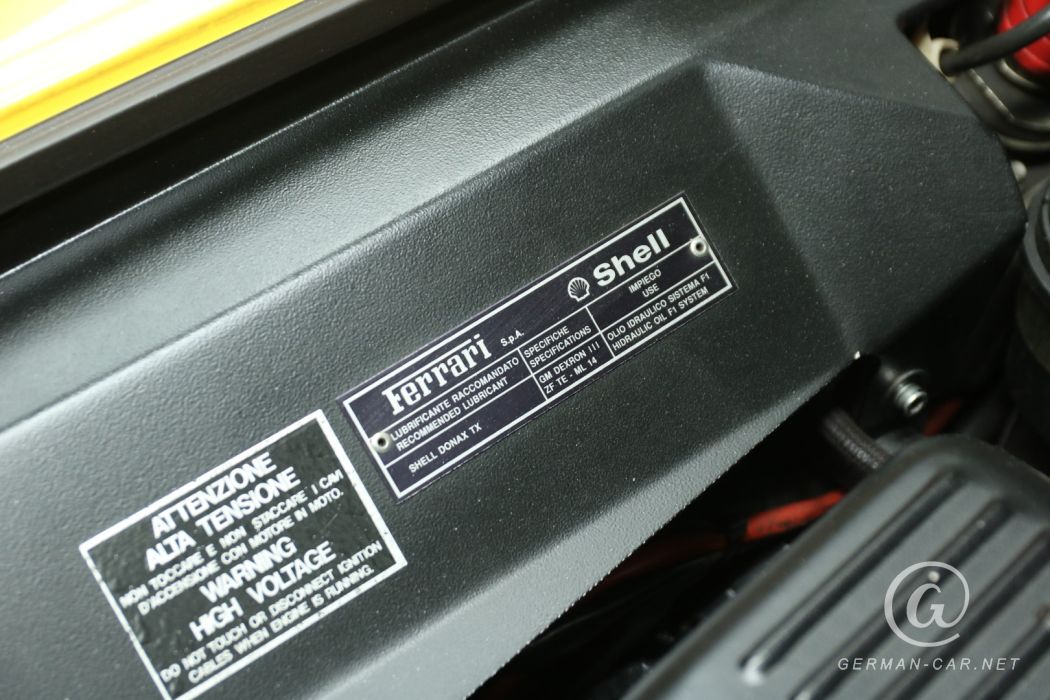 Ferrari S.p.A. Shell
LUBRIFICANTE RACCOMANDATO
RECOMMENDED LUBRICANT
SPECIFICHE
SPECIFICATIONS
IMPIEGO
USE
SHELL DONAX TX
GM DEXRON III
ZF TE - ML 14
OLIO IDRAULICO SISTEMA F1
HIDRAULIC OIL F1 SYSTEM
ATTENZIONE
ALTA TENSIONE
NON TOCCARE E NON STACCARE I CAVI
D'ACCENSIONE CON MOTORE IN MOTO.
WARNING
HIGH VOLTAGE
DO NOT TOUCH OR DISCONNECT IGNITION
CABLES WHEN ENGINE IS RUNNING.
GERMAN-CAR.NET